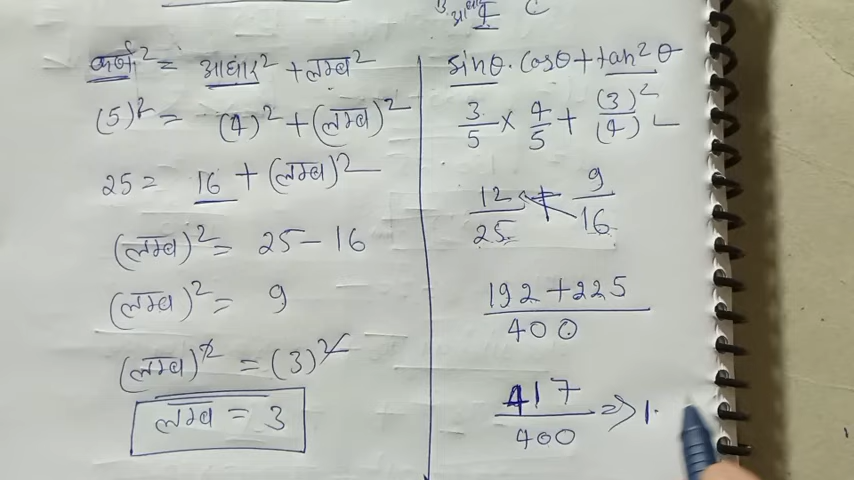 कर्ण² = आधार² + लम्ब²
(5)² = (4)² + (लम्ब)²
25 = 16 + (लम्ब)²
(लम्ब)² = 25 - 16
(लम्ब)² = 9
(लम्ब)² = (3)²
लम्ब = 3
sinθ. Cosθ + tan²θ
3/5 × 4/5 + (3)²/(4)
12/25 + 9/16
192 + 225 / 400
417/400 => 1.